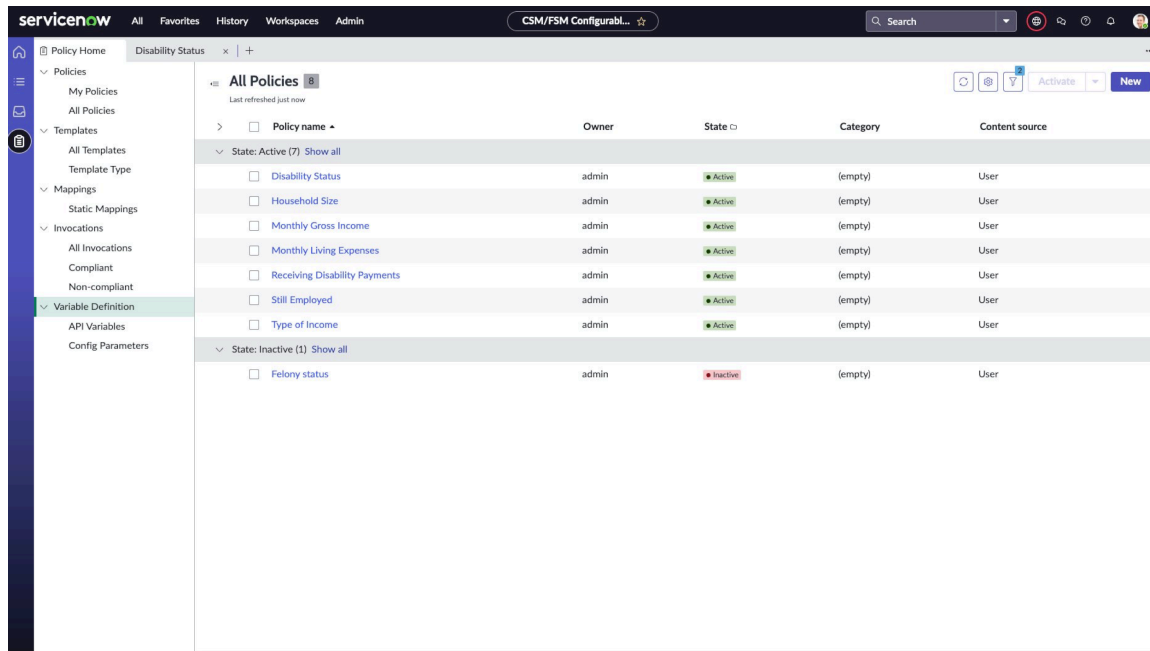 servicenow All Favorites History Workspaces Admin CSM/FSM Configurabl... Search
Policy Home Disability Status × +
Policies
My Policies
All Policies
Templates
All Templates
Template Type
Mappings
Static Mappings
Invocations
All Invocations
Compliant
Non-compliant
Variable Definition
API Variables
Config Parameters
All Policies 8
Last refreshed just now
2
Activate
New
Policy name Owner State Category Content source
State: Active (7) Show all
Disability Status admin Active (empty) User
Household Size admin Active (empty) User
Monthly Gross Income admin Active (empty) User
Monthly Living Expenses admin Active (empty) User
Receiving Disability Payments admin Active (empty) User
Still Employed admin Active (empty) User
Type of Income admin Active (empty) User
State: Inactive (1) Show all
Felony status admin Inactive (empty) User